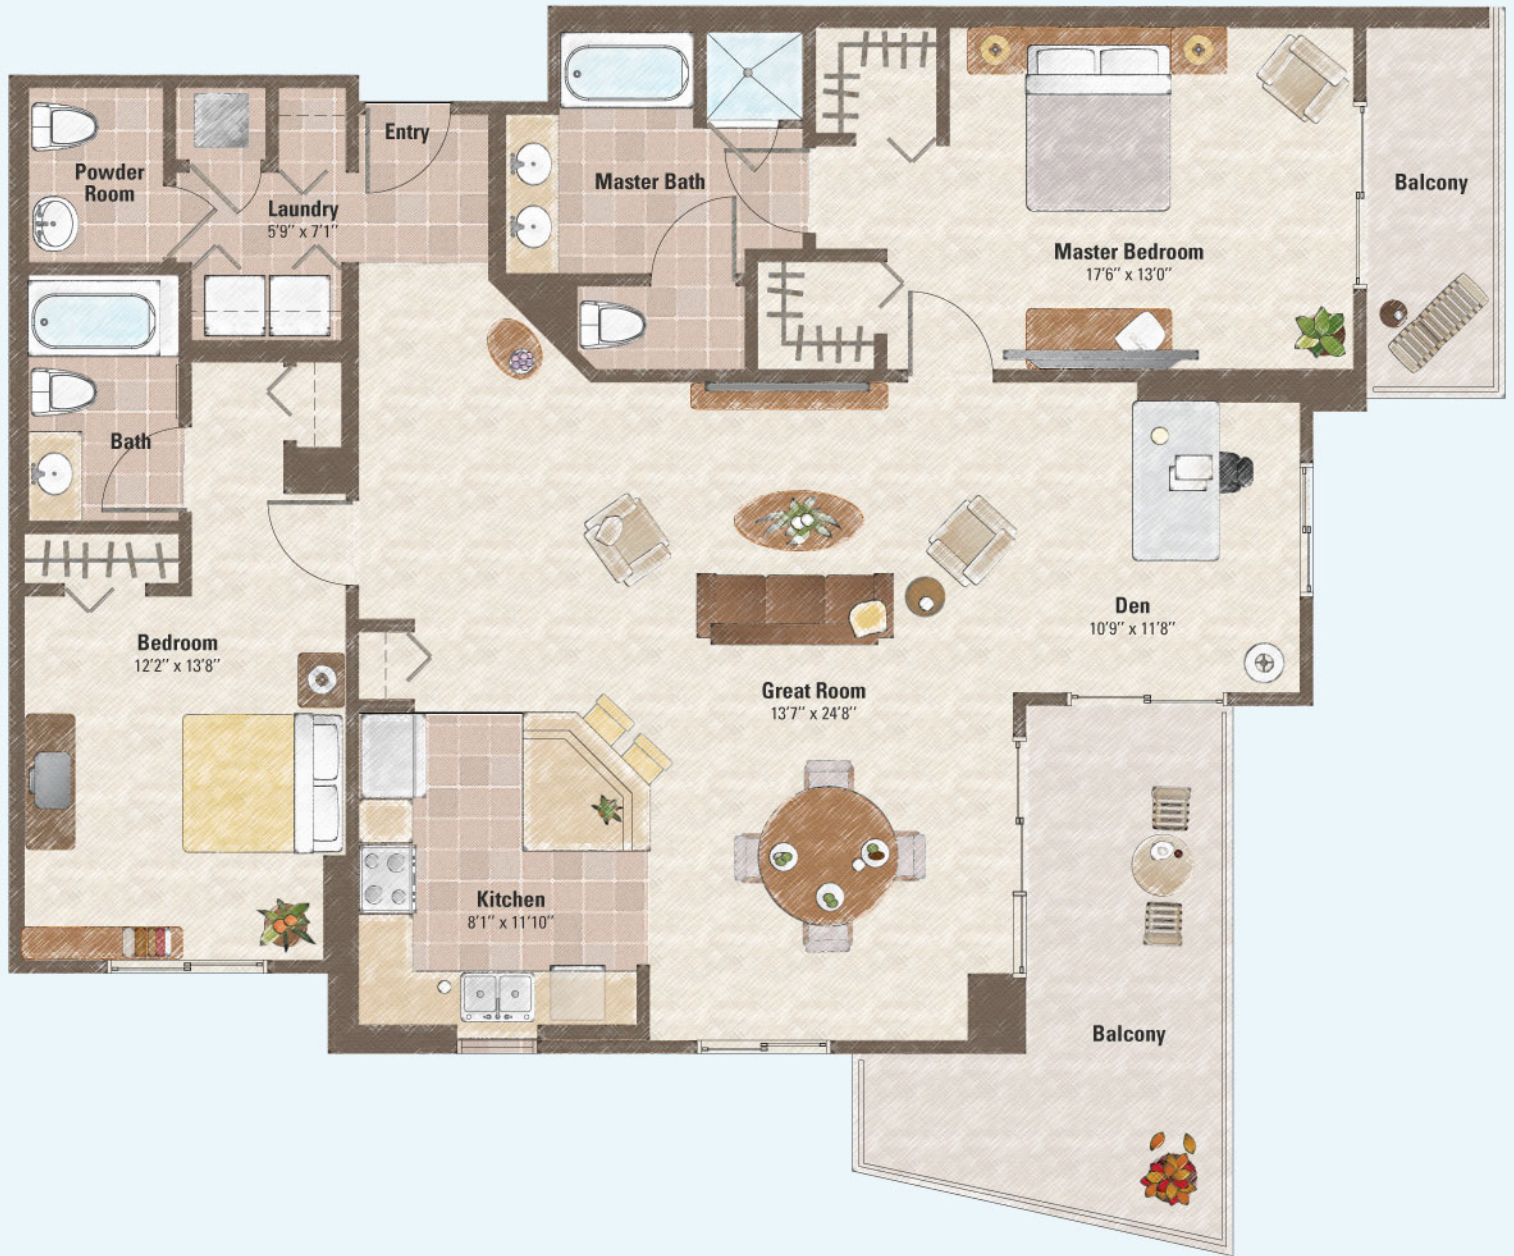 Entry
Powder
Room
Master Bath
Balcony
Laundry
5'9" x 7'1"
Master Bedroom
17'6" x 13'0"
Bath
Den
10'9" x 11'8"
Bedroom
12'2" x 13'8"
Great Room
13'7" x 24'8"
Kitchen
8'1" x 11'10"
Balcony